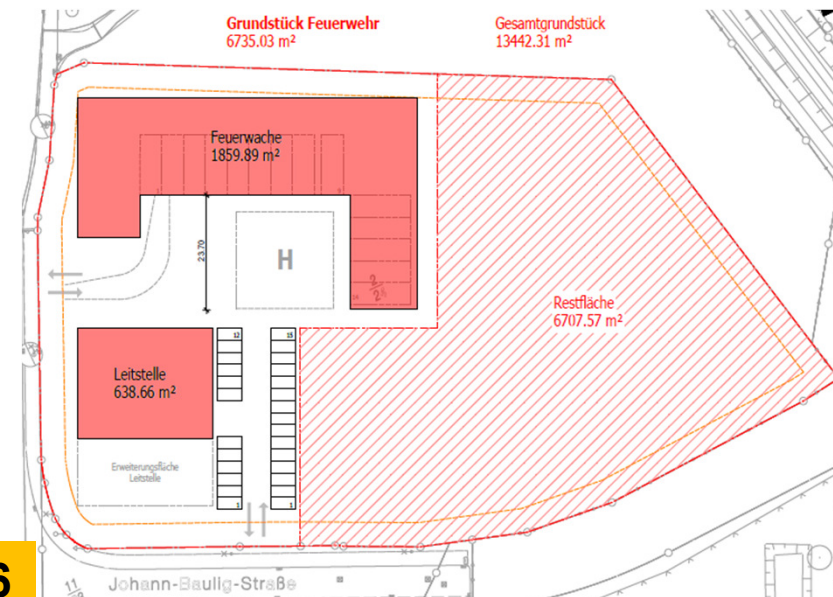 Grundstück Feuerwehr
6735.03 m²
Gesamtgrundstück
13442.31 m²
Feuerwache
1859.89 m²
23.70
H
Restfläche
6707.57 m²
Leitstelle
638.66 m²
12
15
Erweiterungsfläche
Leitstelle
1
1
6
Johann-Baulig-Straße